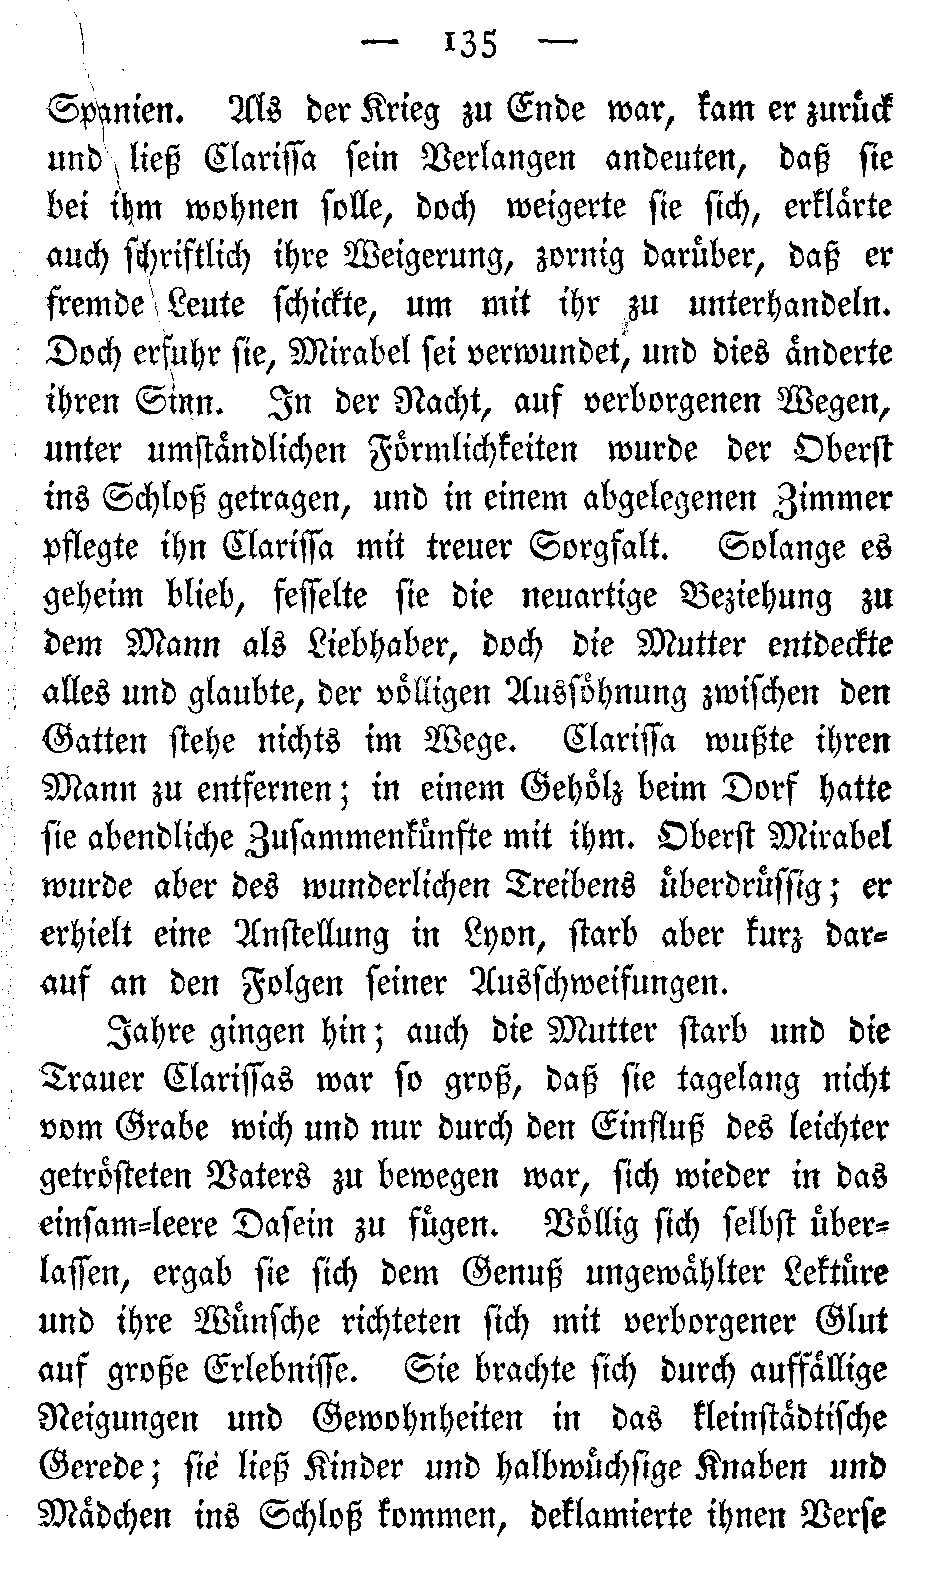 — 135 —
Spanien. Als der Krieg zu Ende war, kam er zurück
und ließ Clarissa sein Verlangen andeuten, daß sie
bei ihm wohnen solle, doch weigerte sie sich, erklärte
auch schriftlich ihre Weigerung, zornig darüber, daß er
fremde Leute schickte, um mit ihr zu unterhandeln.
Doch erfuhr sie, Mirabel sei verwundet, und dies änderte
ihren Sinn. In der Nacht, auf verborgenen Wegen,
unter umständlichen Förmlichkeiten wurde der Oberst
ins Schloß getragen, und in einem abgelegenen Zimmer
pflegte ihn Clarissa mit treuer Sorgfalt. Solange es
geheim blieb, fesselte sie die neuartige Beziehung zu
dem Mann als Liebhaber, doch die Mutter entdeckte
alles und glaubte, der völligen Aussöhnung zwischen den
Gatten stehe nichts im Wege. Clarissa wußte ihren
Mann zu entfernen; in einem Gehölz beim Dorf hatte
sie abendliche Zusammenkünfte mit ihm. Oberst Mirabel
wurde aber des wunderlichen Treibens überdrüssig; er
erhielt eine Anstellung in Lyon, starb aber kurz dar-
auf an den Folgen seiner Ausschweifungen.
Jahre gingen hin; auch die Mutter starb und die
Trauer Clarissas war so groß, daß sie tagelang nicht
vom Grabe wich und nur durch den Einfluß des leichter
getrösteten Vaters zu bewegen war, sich wieder in das
einsam-leere Dasein zu fügen. Völlig sich selbst über-
lassen, ergab sie sich dem Genuß ungewählter Lektüre
und ihre Wünsche richteten sich mit verborgener Glut
auf große Erlebnisse. Sie brachte sich durch auffällige
Neigungen und Gewohnheiten in das kleinstädtische
Gerede; sie ließ Kinder und halbwüchsige Knaben und
Mädchen ins Schloß kommen, deklamierte ihnen Verse